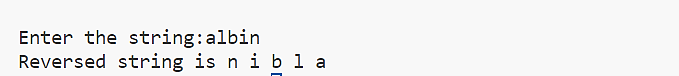 Enter the string:albin
Reversed string is n i b l a